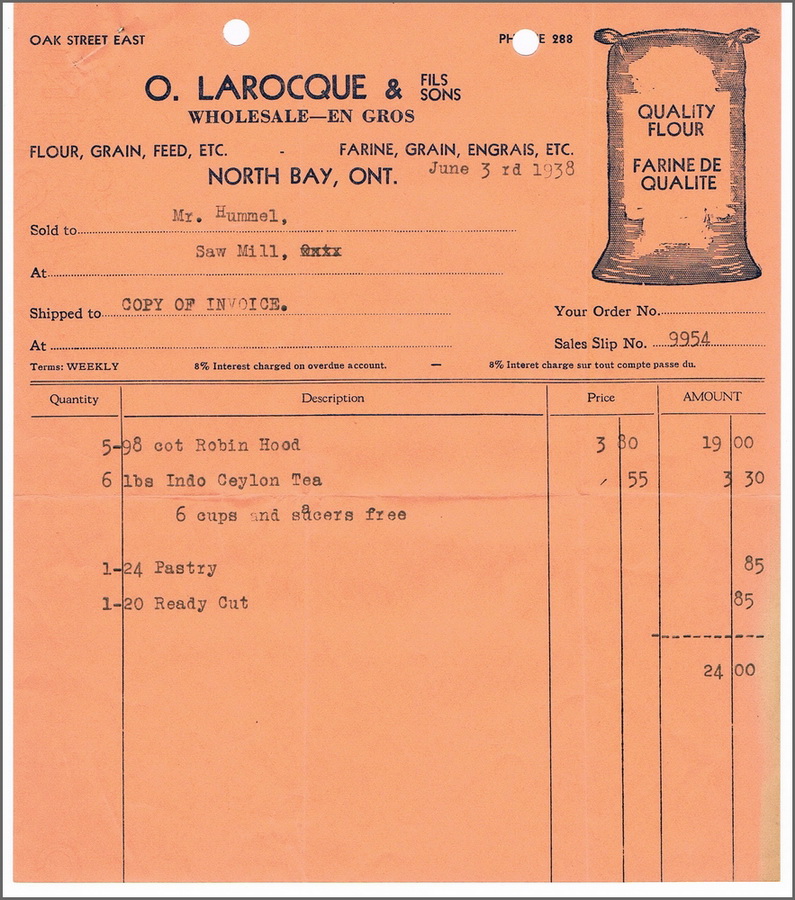 OAK STREET EAST
PH E 288
O. LAROCQUE & FILS SONS
WHOLESALE—EN GROS
FLOUR, GRAIN, FEED, ETC. - FARINE, GRAIN, ENGRAIS, ETC.
NORTH BAY, ONT. June 3 rd 1938
QUALITY
FLOUR
FARINE DE
QUALITE
Sold to Mr. Hummel,
At Saw Mill,
Shipped to COPY OF INVOICE.
Your Order No.
At
Sales Slip No. 9954
Terms: WEEKLY 8% Interest charged on overdue account. — 8% Interet charge sur tout compte passe du.
Quantity Description Price AMOUNT
5-98 cot Robin Hood 3 80 19 00
6 lbs Indo Ceylon Tea 55 3 30
6 cups and sacers free
1-24 Pastry 85
1-20 Ready Cut 85
24 00